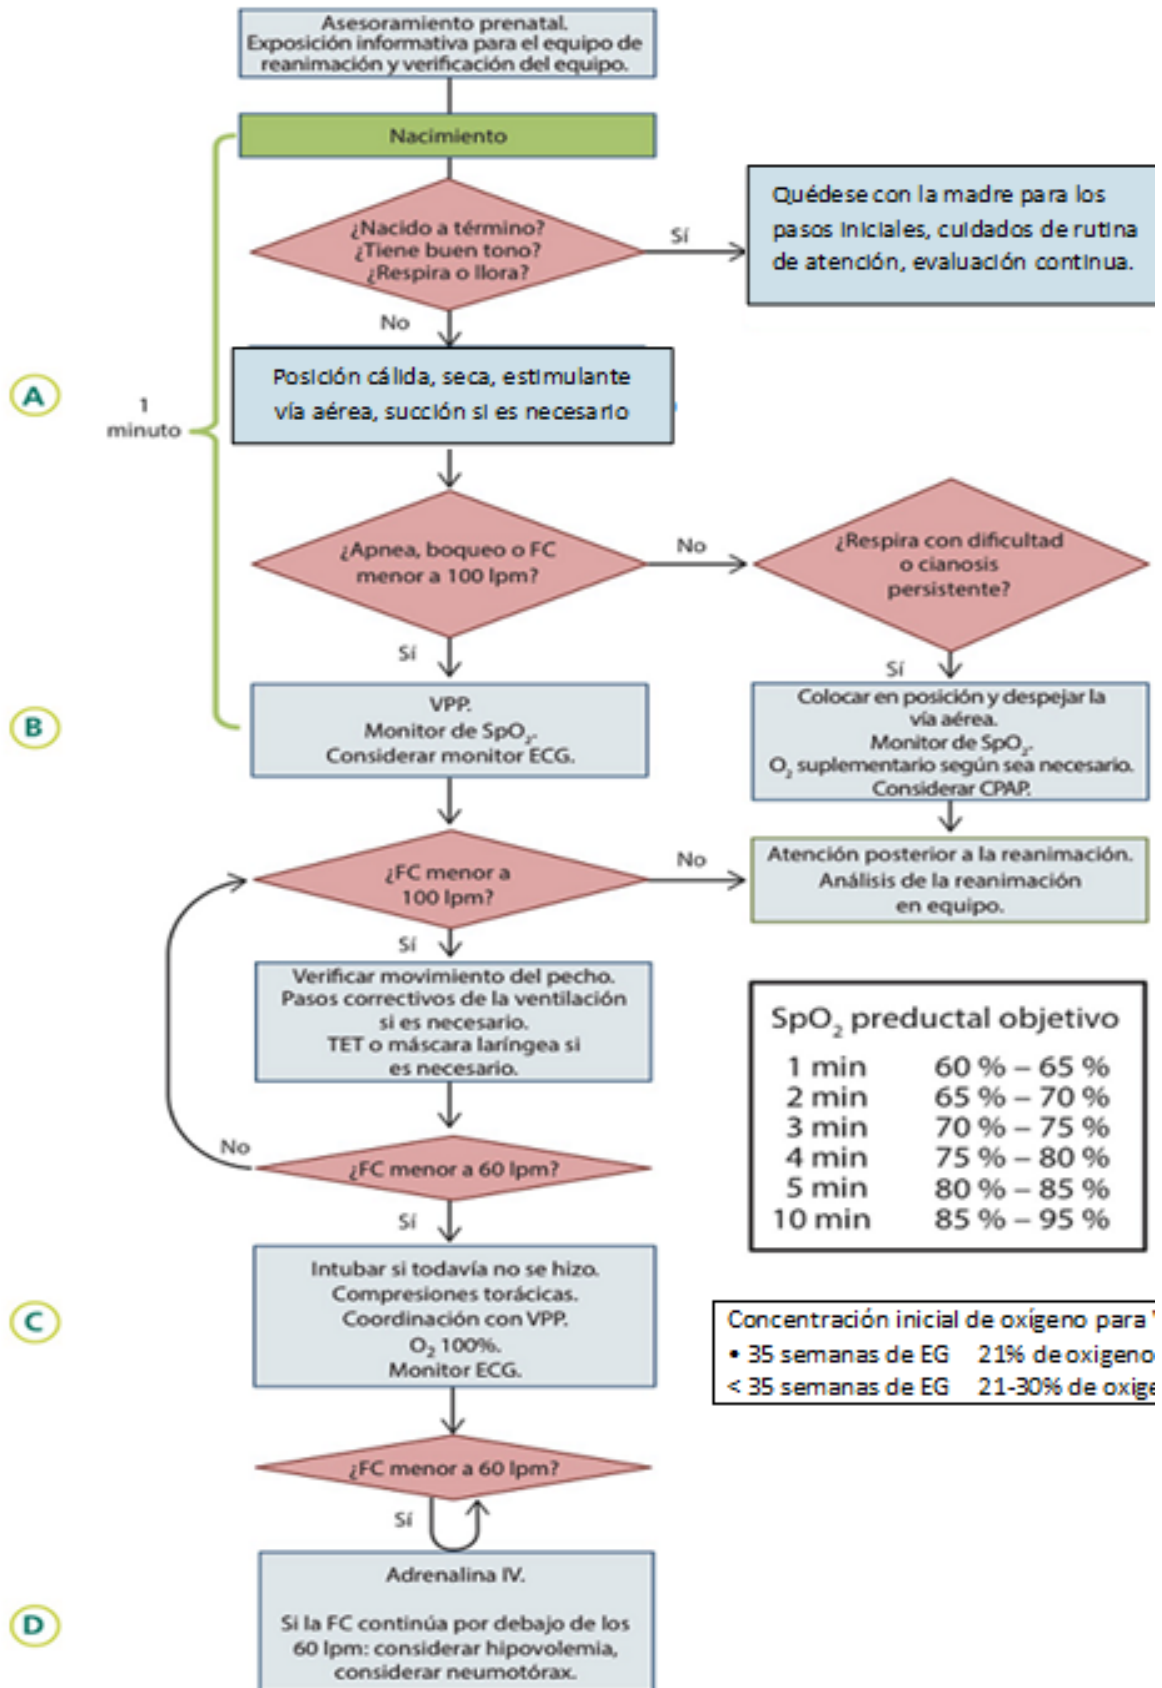 Asesoramiento prenatal.
Exposición informativa para el equipo de
reanimación y verificación del equipo.
Nacimiento
¿Nacido a término?
¿Tiene buen tono?
¿Respira o llora?
Sí
Quédese con la madre para los
pasos iniciales, cuidados de rutina
de atención, evaluación continua.
No
A
1
minuto
Posición cálida, seca, estimulante
vía aérea, succión si es necesario
¿Apnea, boqueo o FC
menor a 100 lpm?
No
¿Respira con dificultad
o cianosis
persistente?
Sí
Sí
B
VPP.
Monitor de SpO₂.
Considerar monitor ECG.
Colocar en posición y despejar la
vía aérea.
Monitor de SpO₂.
O₂ suplementario según sea necesario.
Considerar CPAP.
¿FC menor a
100 lpm?
No
Atención posterior a la reanimación.
Análisis de la reanimación
en equipo.
Sí
Verificar movimiento del pecho.
Pasos correctivos de la ventilación
si es necesario.
TET o máscara laríngea si
es necesario.
SpO₂ preductal objetivo
1 min 60 % – 65 %
2 min 65 % – 70 %
3 min 70 % – 75 %
4 min 75 % – 80 %
5 min 80 % – 85 %
10 min 85 % – 95 %
No
¿FC menor a 60 lpm?
Sí
C
Intubar si todavía no se hizo.
Compresiones torácicas.
Coordinación con VPP.
O₂ 100%.
Monitor ECG.
Concentración inicial de oxígeno para
• 35 semanas de EG 21% de oxigeno
< 35 semanas de EG 21-30% de
¿FC menor a 60 lpm?
Sí
D
Adrenalina IV.
Si la FC continúa por debajo de los
60 lpm: considerar hipovolemia,
considerar neumotórax.